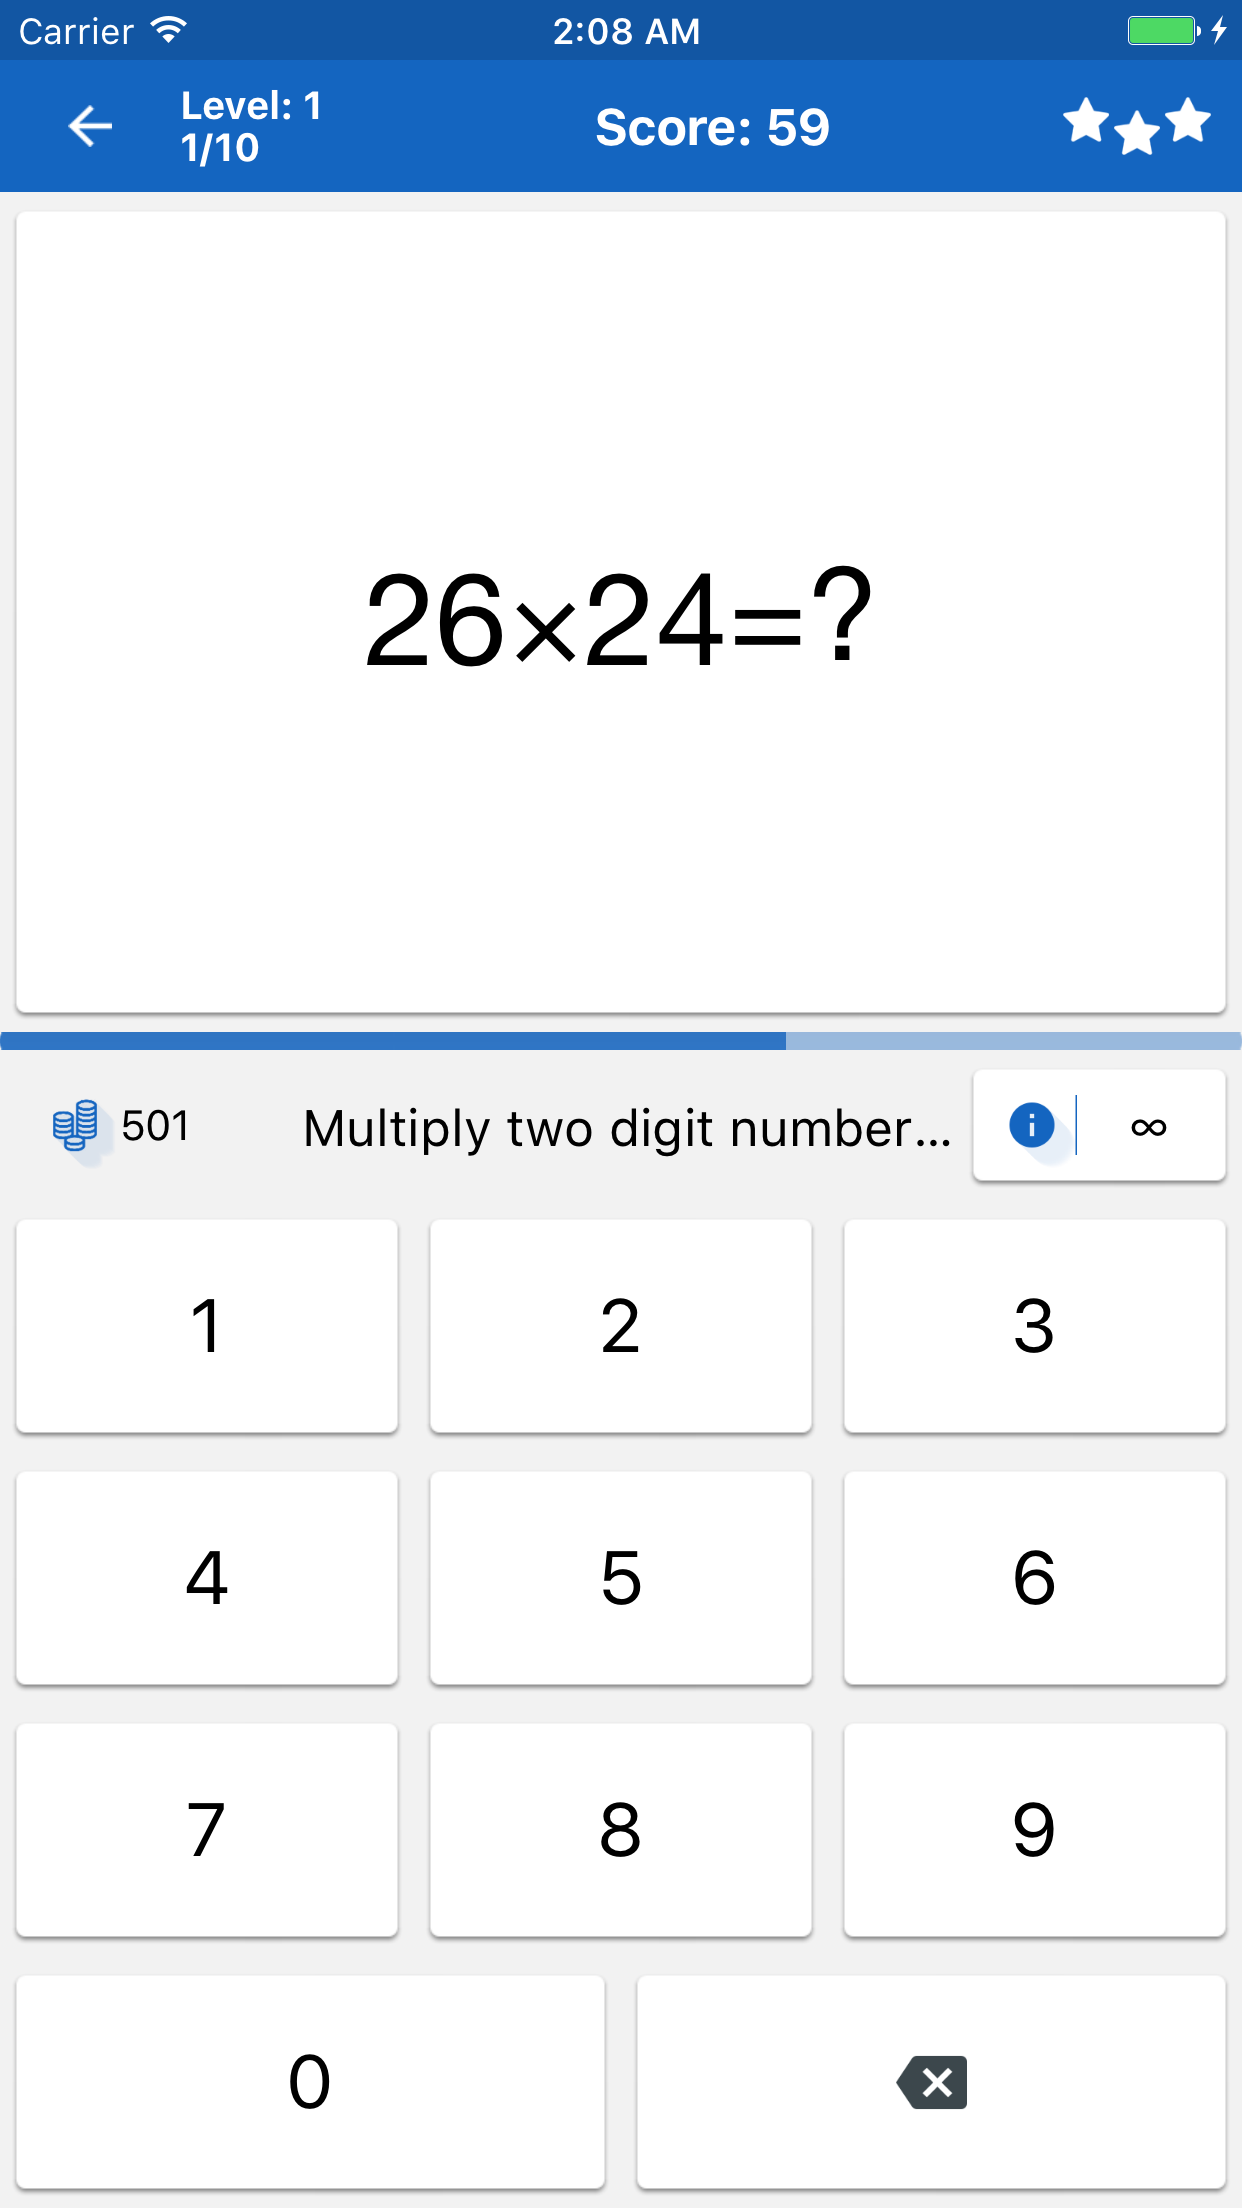 Carrier 2:08 AM
Level: 1
1/10
Score: 59
26×24=?
501 Multiply two digit number... i ∞
1 2 3
4 5 6
7 8 9
0